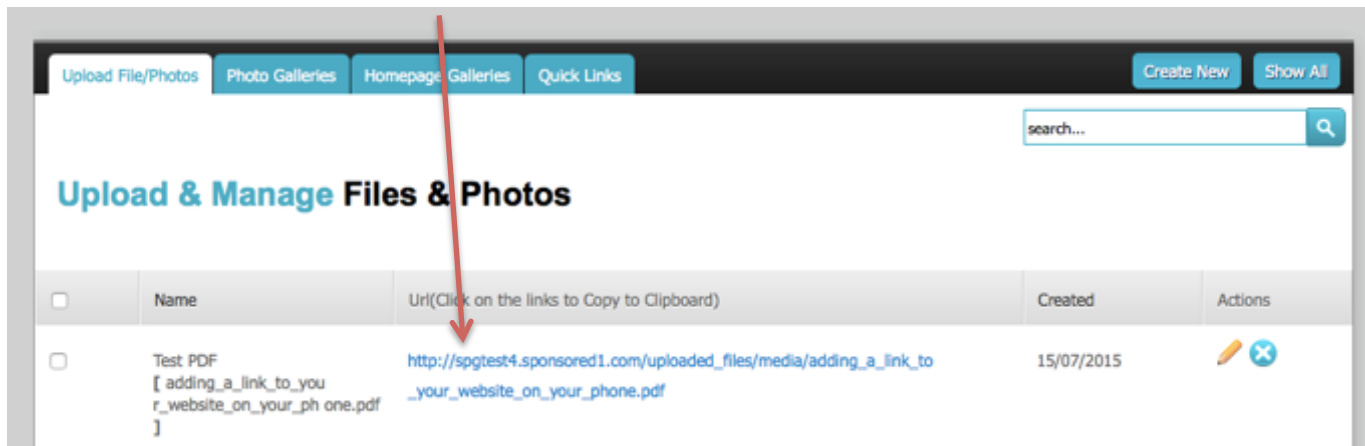 Upload File/Photos Photo Galleries Homepage Galleries Quick Links Create New Show All
search...
Upload & Manage Files & Photos
Name Url(Click on the links to Copy to Clipboard) Created Actions
Test PDF http://spgtest4.sponsored1.com/uploaded_files/media/adding_a_link_to 15/07/2015
[ adding_a_link_to_you _your_website_on_your_phone.pdf
r_website_on_your_ph one.pdf
]